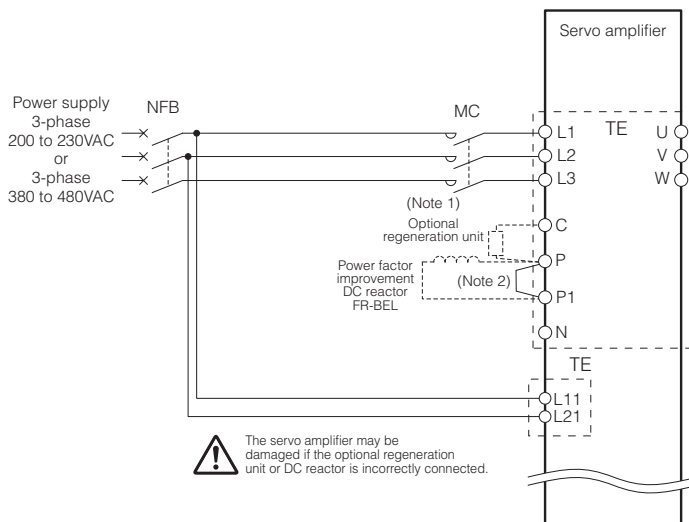 Servo amplifier
Power supply
3-phase
200 to 230VAC
or
3-phase
380 to 480VAC
NFB
MC
TE
L1
L2
L3
U
V
W
(Note 1)
Optional
regeneration unit
C
P
Power factor
improvement
DC reactor
FR-BEL
(Note 2)
P1
N
TE
L11
L21
The servo amplifier may be
damaged if the optional regeneration
unit or DC reactor is incorrectly connected.